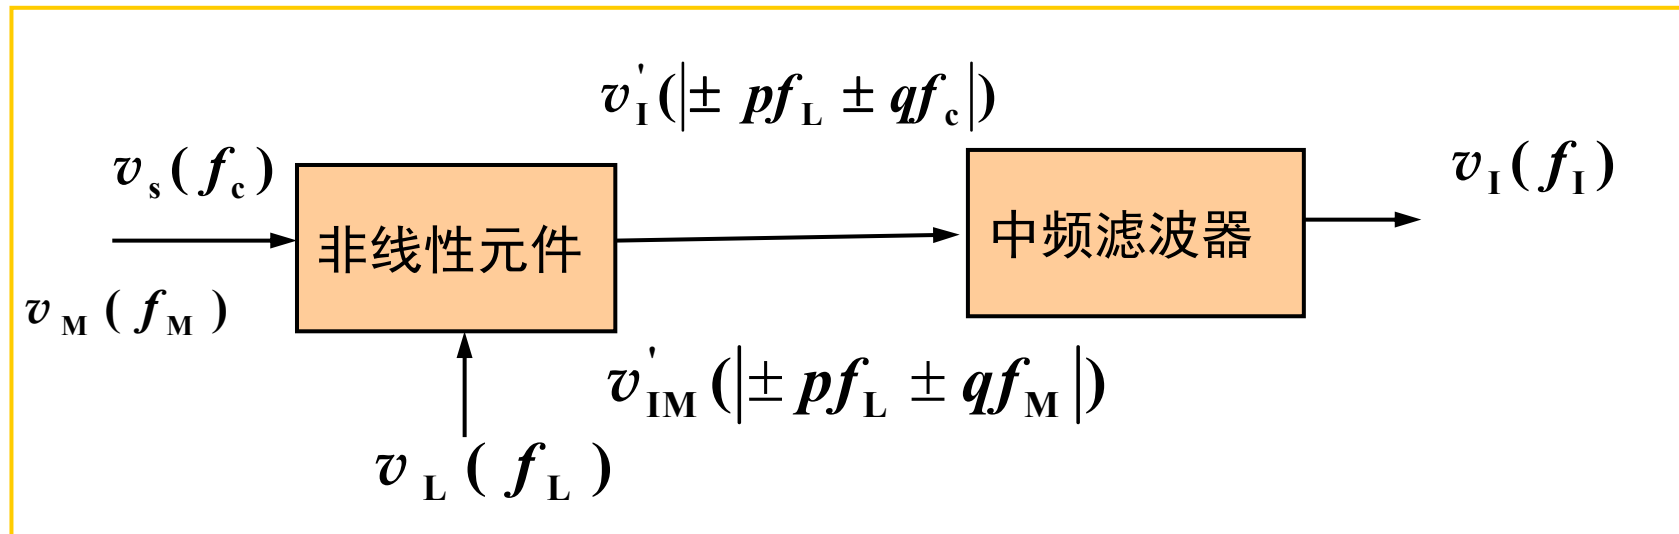 v'I(|± pfL ± qfc|)
vs(fc)
vI(fI)
非线性元件
中频滤波器
vM(fM)
v'IM(|± pfL ± qfM|)
vL(fL)